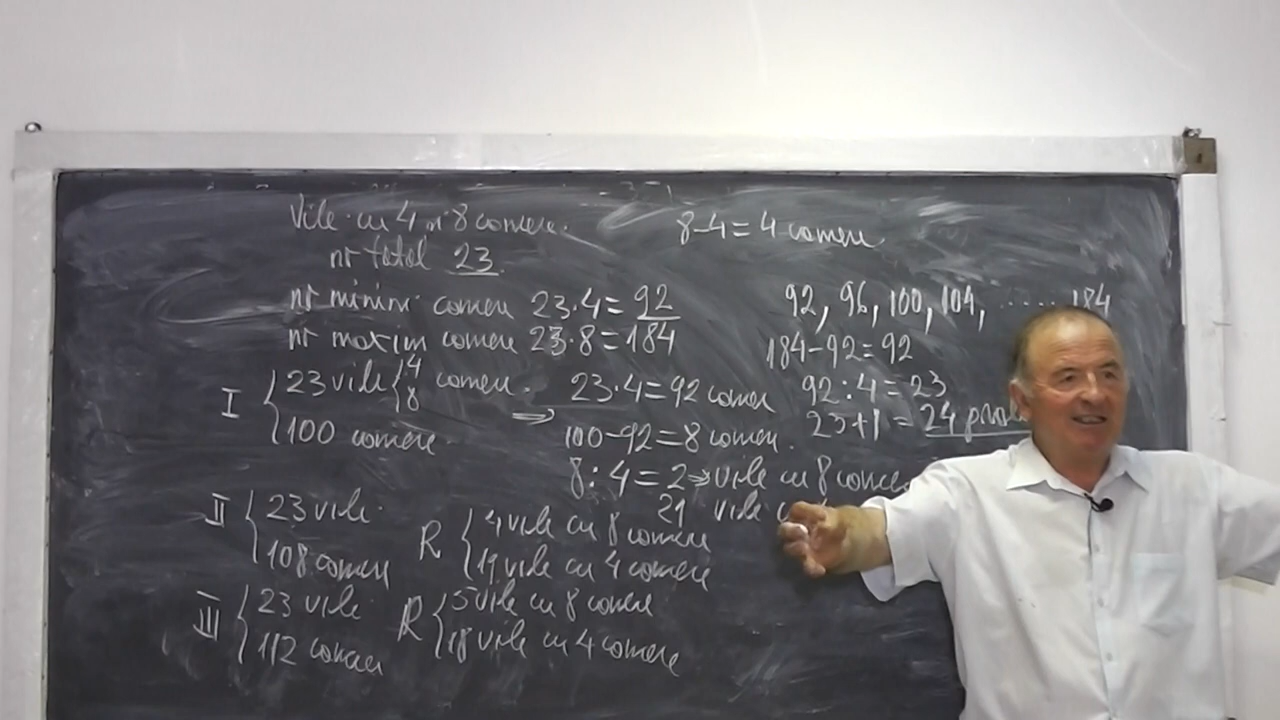 Vile cu 4 și 8 camere.
nr total 23.
nr minim camere 23·4=92
nr maxim camere 23·8=184
I { 23 vile { 4 8 camere.
100 camere
⇒ 23·4=92 camere
100-92=8 camere.
8:4=2⇒vile cu 8 camere
21 vile
8-4=4 camere
92, 96, 100, 104, ...... 184
184-92=92
92:4=23
23+1=24
II { 23 vile.
108 camere
R { 4 vile cu 8 camere
19 vile cu 4 camere
III { 23 vile
112 camere
R { 5 vile cu 8 camere
18 vile cu 4 camere